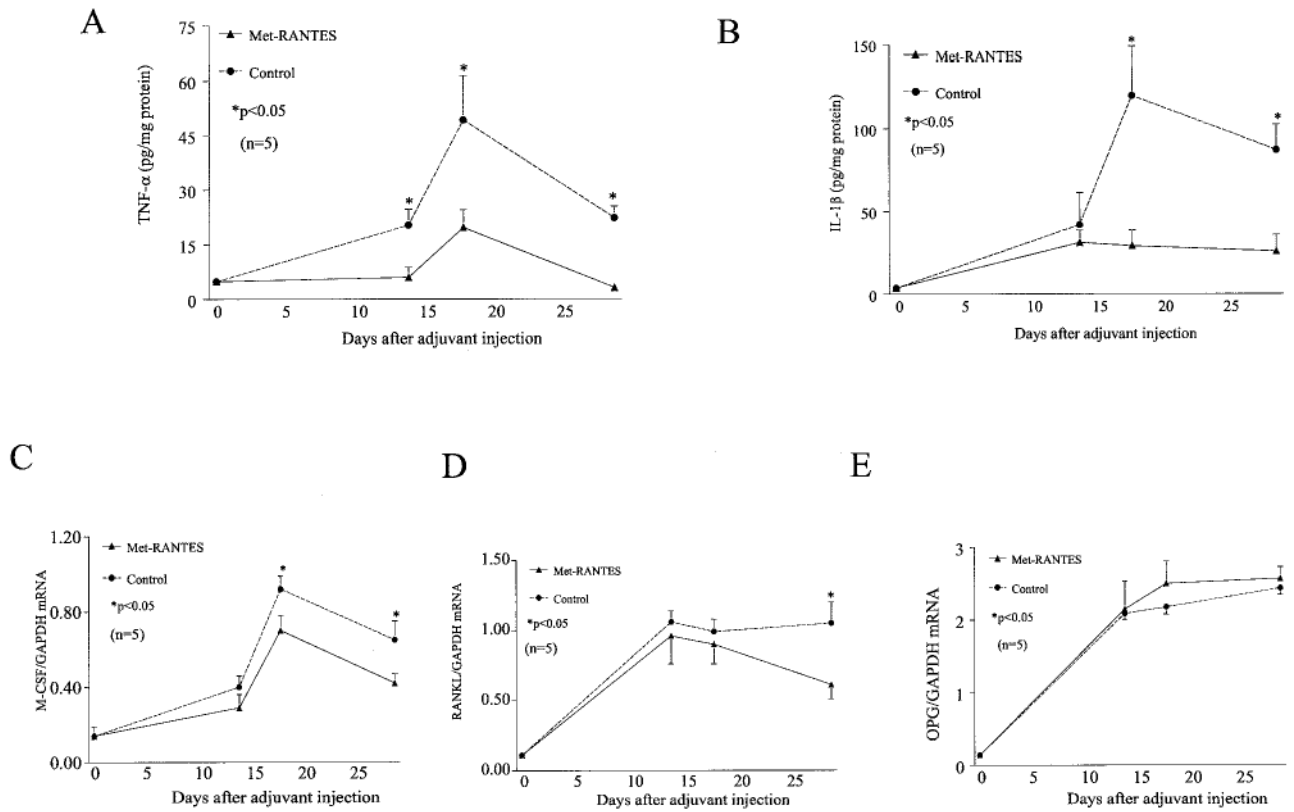 A
▲ Met-RANTES
● Control
*p<0.05
(n=5)
TNF-α (pg/mg protein)
75
60
45
30
15
0
* * *
0 5 10 15 20 25
Days after adjuvant injection
B
▲ Met-RANTES
● Control
*p<0.05
(n=5)
IL-1β (pg/mg protein)
150
100
50
0
* *
0 5 10 15 20 25
Days after adjuvant injection
C
▲ Met-RANTES
● Control
*p<0.05
(n=5)
M-CSF/GAPDH mRNA
1.20
0.80
0.40
0.00
* *
0 5 10 15 20 25
Days after adjuvant injection
D
▲ Met-RANTES
● Control
*p<0.05
(n=5)
RANKL/GAPDH mRNA
1.50
1.00
0.50
0.00
*
0 5 10 15 20 25
Days after adjuvant injection
E
▲ Met-RANTES
● Control
*p<0.05
(n=5)
OPG/GAPDH mRNA
3
2
1
0
0 5 10 15 20 25
Days after adjuvant injection